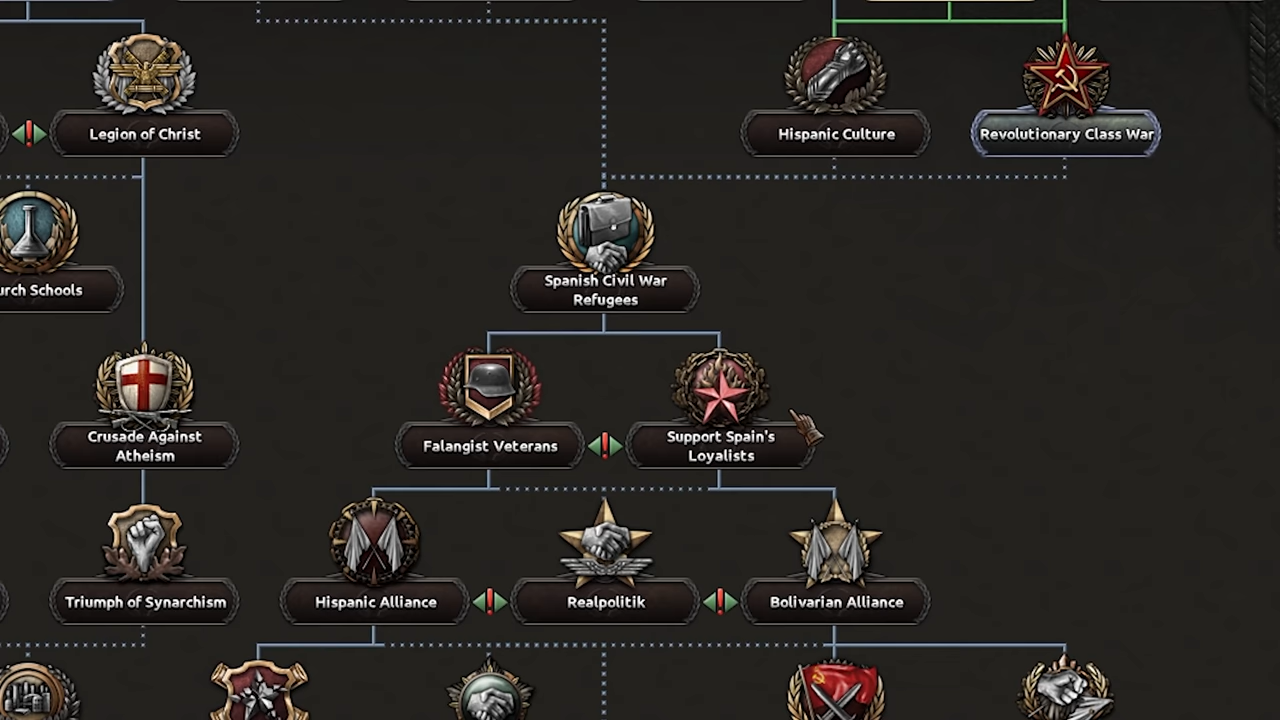 Legion of Christ
Hispanic Culture
Revolutionary Class War
urch Schools
Spanish Civil War
Refugees
Crusade Against
Atheism
Falangist Veterans
Support Spain's
Loyalists
Triumph of Synarchism
Hispanic Alliance
Realpolitik
Bolivarian Alliance